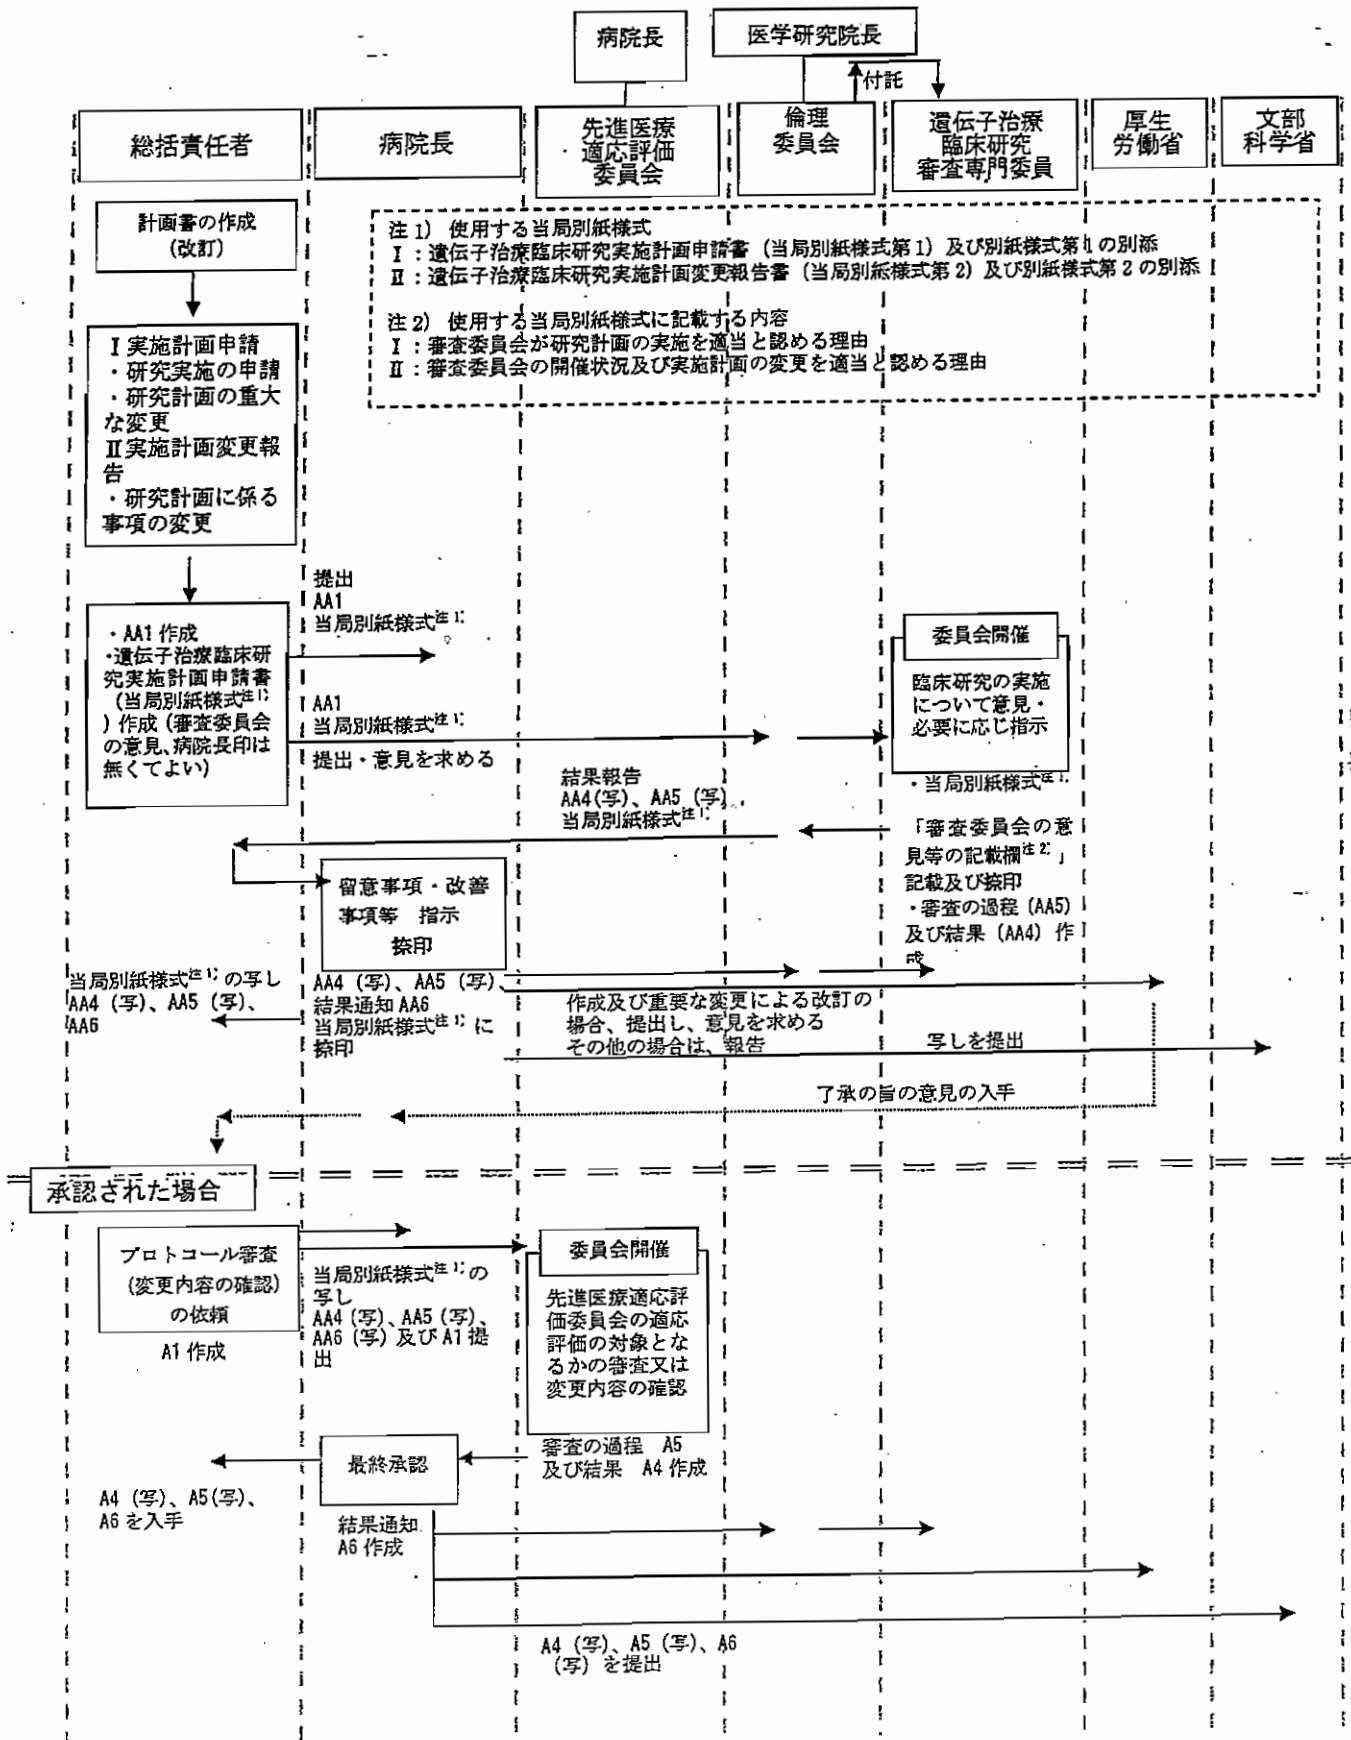 病院長
医学研究院長
付託
総括責任者
病院長
先進医療
適応評価
委員会
倫理
委員会
遺伝子治療
臨床研究
審査専門委員
厚生
労働省
文部
科学省
計画書の作成
(改訂)
注1) 使用する当局別紙様式
Ⅰ：遺伝子治療臨床研究実施計画申請書（当局別紙様式第1）及び別紙様式第1の別添
Ⅱ：遺伝子治療臨床研究実施計画変更報告書（当局別紙様式第2）及び別紙様式第2の別添
注2) 使用する当局別紙様式に記載する内容
Ⅰ：審査委員会が研究計画の実施を適当と認める理由
Ⅱ：審査委員会の開催状況及び実施計画の変更を適当と認める理由
Ⅰ実施計画申請
・研究実施の申請
・研究計画の重大
な変更
Ⅱ実施計画変更報
告
・研究計画に係る
事項の変更
提出
AA1
当局別紙様式注1)
・AA1 作成
・遺伝子治療臨床研
究実施計画申請書
（当局別紙様式注1)
）作成（審査委員会
の意見、病院長印は
無くてよい）
AA1
当局別紙様式注1)
提出・意見を求める
委員会開催
臨床研究の実施
について意見・
必要に応じ指示
・当局別紙様式注1)
「審査委員会の意
見等の記載欄注2)」
記載及び捺印
・審査の過程（AA5）
及び結果（AA4）作
成
結果報告
AA4(写)、AA5（写）、
当局別紙様式注1)
留意事項・改善
事項等　指示
捺印
当局別紙様式注1)の写し
AA4（写）、AA5（写）、
AA6
AA4（写）、AA5（写）、
結果通知 AA6
当局別紙様式注1)に
捺印
作成及び重要な変更による改訂の
場合、提出し、意見を求める
その他の場合は、報告
写しを提出
了承の旨の意見の入手
承認された場合
プロトコール審査
(変更内容の確認)
の依頼
A1 作成
当局別紙様式注1)の
写し
AA4（写）、AA5（写）、
AA6（写）及び A1 提
出
委員会開催
先進医療適応評
価委員会の適応
評価の対象とな
るかの審査又は
変更内容の確認
審査の過程　A5
及び結果　A4 作成
最終承認
A4（写）、A5(写)、
A6 を入手
結果通知
A6 作成
A4（写）、A5（写）、A6
（写）を提出